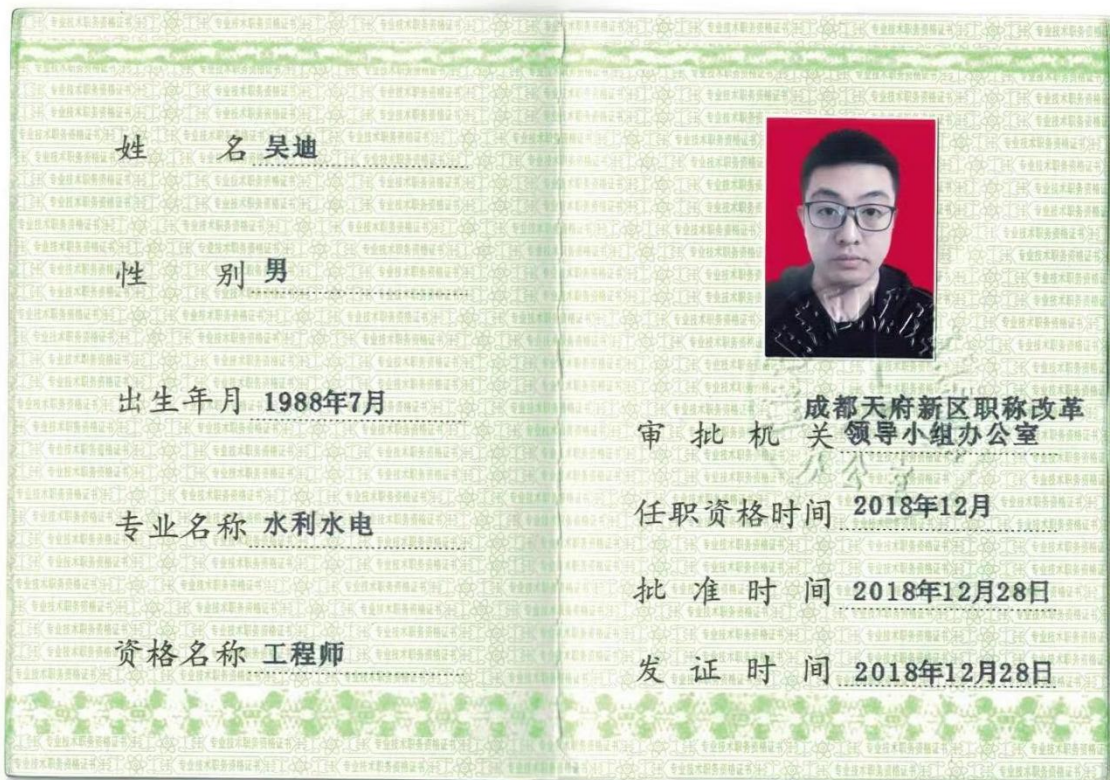 姓 名 吴迪
性 别 男
出生年月 1988年7月
专业名称 水利水电
资格名称 工程师
审 批 机 关 成都天府新区职称改革
领导小组办公室
任职资格时间 2018年12月
批 准 时 间 2018年12月28日
发 证 时 间 2018年12月28日